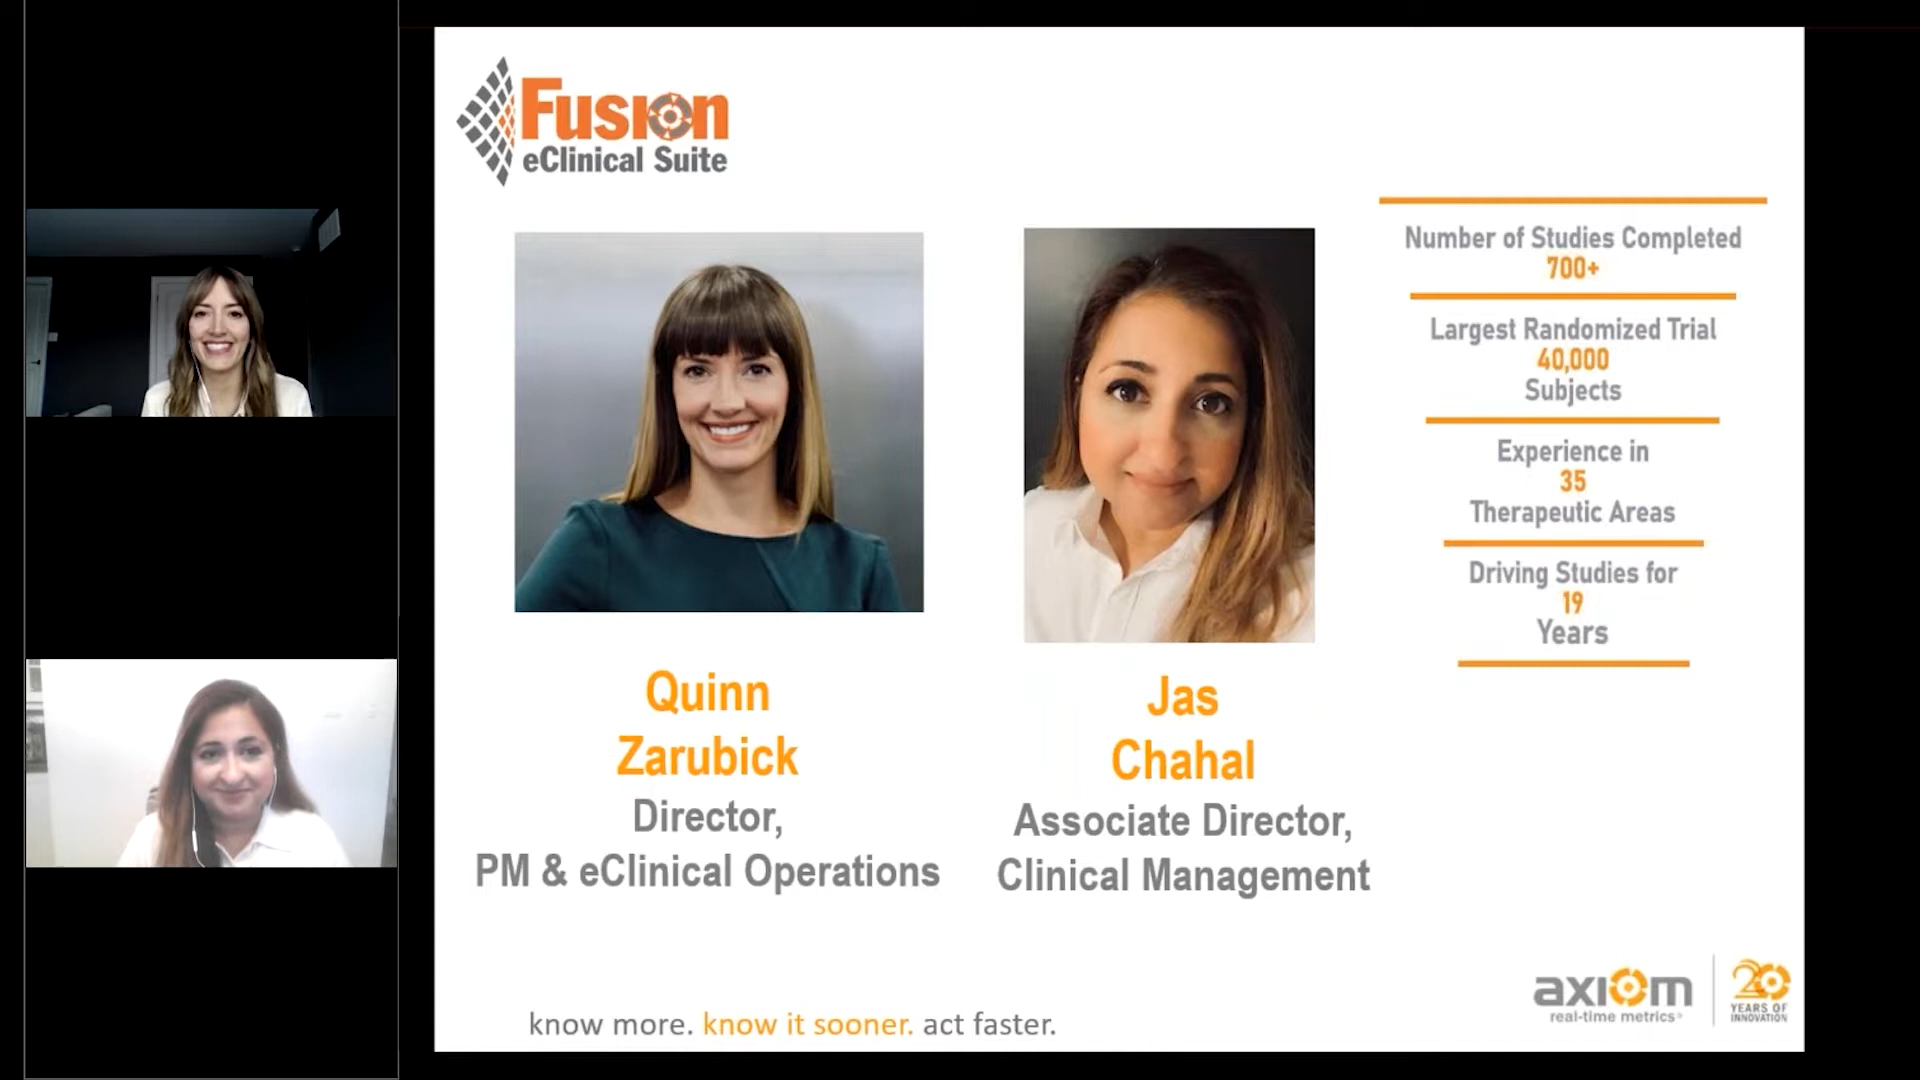 Fusion
eClinical Suite
Number of Studies Completed
700+
Largest Randomized Trial
40,000
Subjects
Experience in
35
Therapeutic Areas
Driving Studies for
19
Years
Quinn
Zarubick
Director,
PM & eClinical Operations
Jas
Chahal
Associate Director,
Clinical Management
know more. know it sooner. act faster.
axiom
real-time metrics
20
YEARS OF
INNOVATION